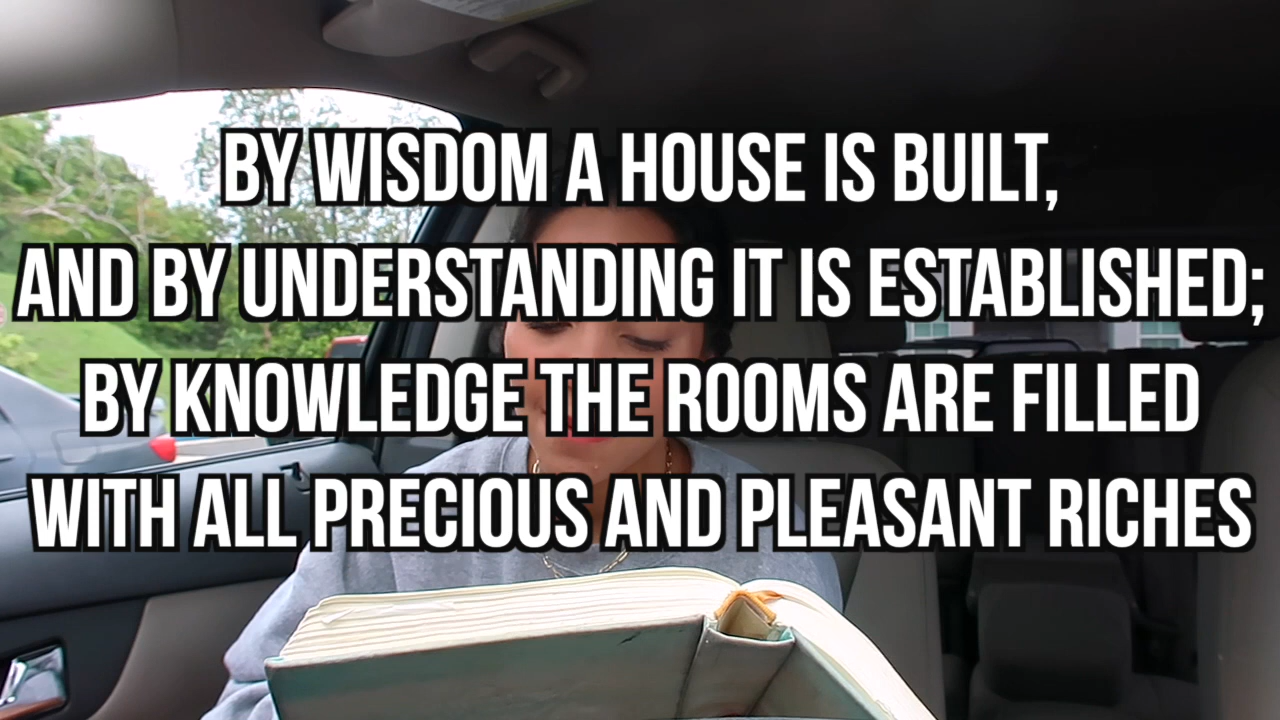 BY WISDOM A HOUSE IS BUILT,
AND BY UNDERSTANDING IT IS ESTABLISHED;
BY KNOWLEDGE THE ROOMS ARE FILLED
WITH ALL PRECIOUS AND PLEASANT RICHES